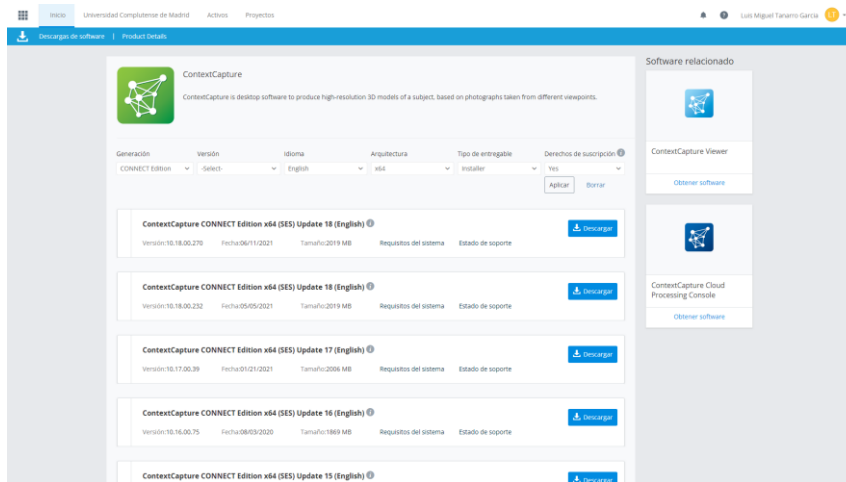 Inicio Universidad Complutense de Madrid Activos Proyectos Luis Miguel Tanarro Garcia LT
Descargas de software | Product Details
ContextCapture
ContextCapture is desktop software to produce high-resolution 3D models of a subject, based on photographs taken from different viewpoints.
Generación Versión Idioma Arquitectura Tipo de entregable Derechos de suscripción
CONNECT Edition -Select- English x64 Installer Yes
Aplicar Borrar
ContextCapture CONNECT Edition x64 (SES) Update 18 (English)
Descargar
Versión:10.18.00.270 Fecha:06/11/2021 Tamaño:2019 MB Requisitos del sistema Estado de soporte
ContextCapture CONNECT Edition x64 (SES) Update 18 (English)
Descargar
Versión:10.18.00.232 Fecha:05/05/2021 Tamaño:2019 MB Requisitos del sistema Estado de soporte
ContextCapture CONNECT Edition x64 (SES) Update 17 (English)
Descargar
Versión:10.17.00.39 Fecha:01/21/2021 Tamaño:2006 MB Requisitos del sistema Estado de soporte
ContextCapture CONNECT Edition x64 (SES) Update 16 (English)
Descargar
Versión:10.16.00.75 Fecha:08/03/2020 Tamaño:1869 MB Requisitos del sistema Estado de soporte
ContextCapture CONNECT Edition x64 (SES) Update 15 (English)
Descargar
Software relacionado
ContextCapture Viewer
Obtener software
ContextCapture Cloud
Processing Console
Obtener software